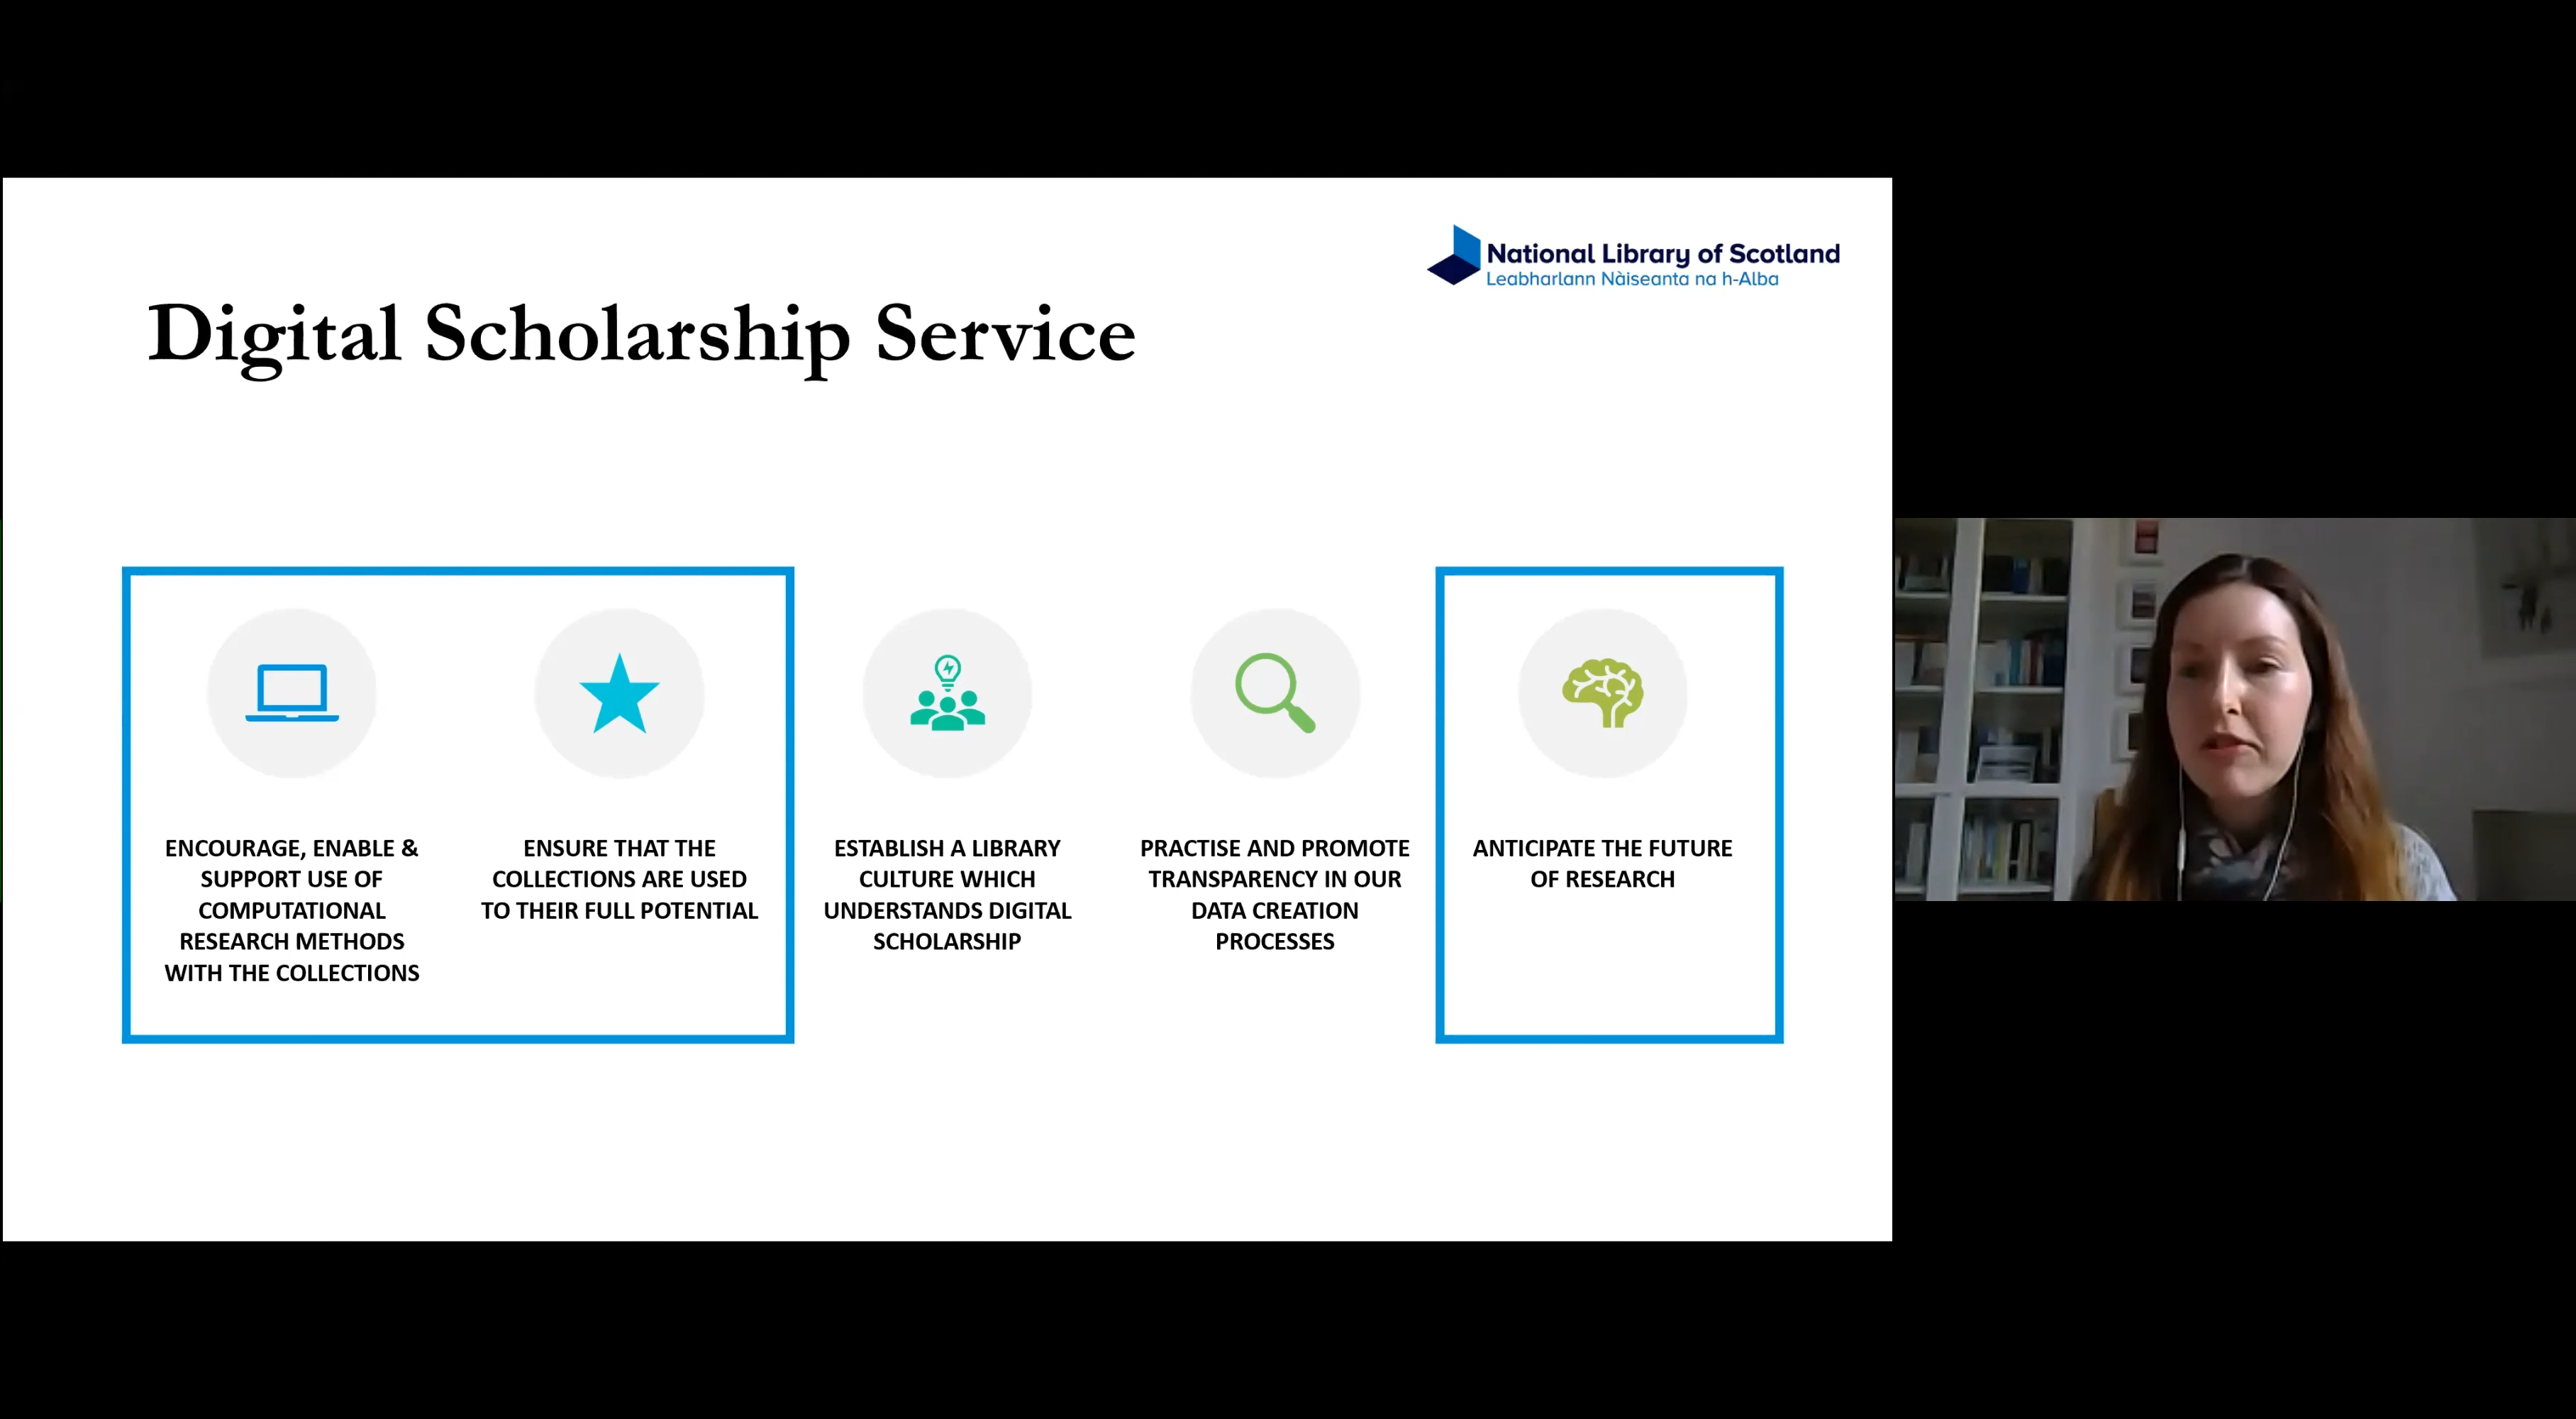 National Library of Scotland
Leabharlann Nàiseanta na h-Alba
Digital Scholarship Service
ENCOURAGE, ENABLE &
SUPPORT USE OF
COMPUTATIONAL
RESEARCH METHODS
WITH THE COLLECTIONS
ENSURE THAT THE
COLLECTIONS ARE USED
TO THEIR FULL POTENTIAL
ESTABLISH A LIBRARY
CULTURE WHICH
UNDERSTANDS DIGITAL
SCHOLARSHIP
PRACTISE AND PROMOTE
TRANSPARENCY IN OUR
DATA CREATION
PROCESSES
ANTICIPATE THE FUTURE
OF RESEARCH